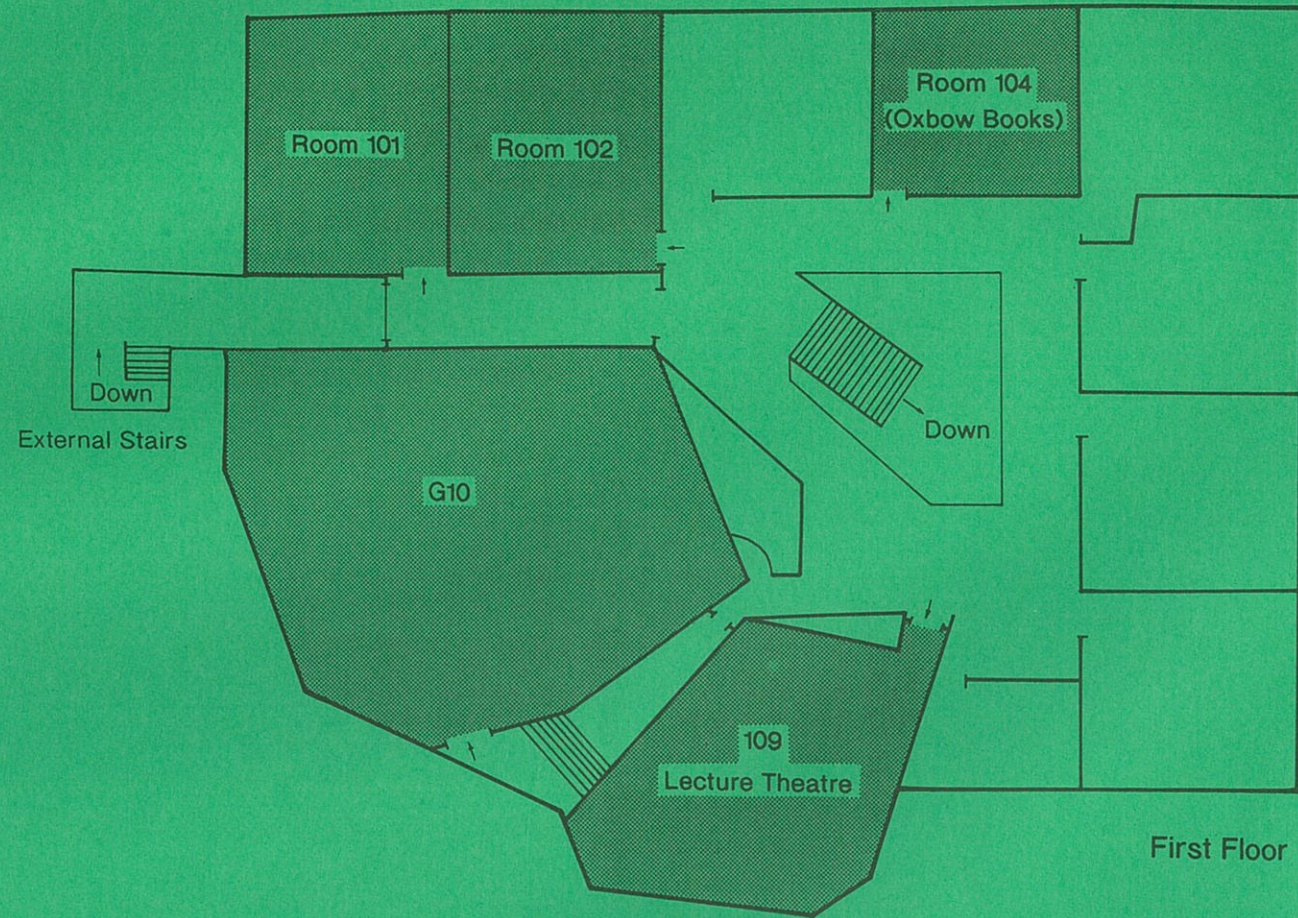 Room 104
(Oxbow Books)
Room 101
Room 102
Down
External Stairs
Down
G10
109
Lecture Theatre
First Floor